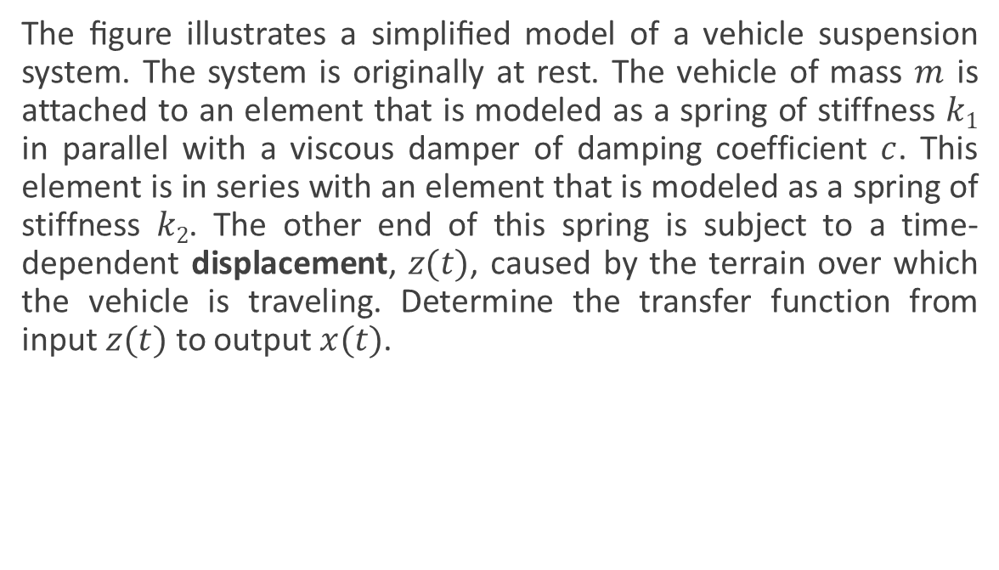 The figure illustrates a simplified model of a vehicle suspension
system. The system is originally at rest. The vehicle of mass m is
attached to an element that is modeled as a spring of stiffness k₁
in parallel with a viscous damper of damping coefficient c. This
element is in series with an element that is modeled as a spring of
stiffness k₂. The other end of this spring is subject to a time-
dependent displacement, z(t), caused by the terrain over which
the vehicle is traveling. Determine the transfer function from
input z(t) to output x(t).